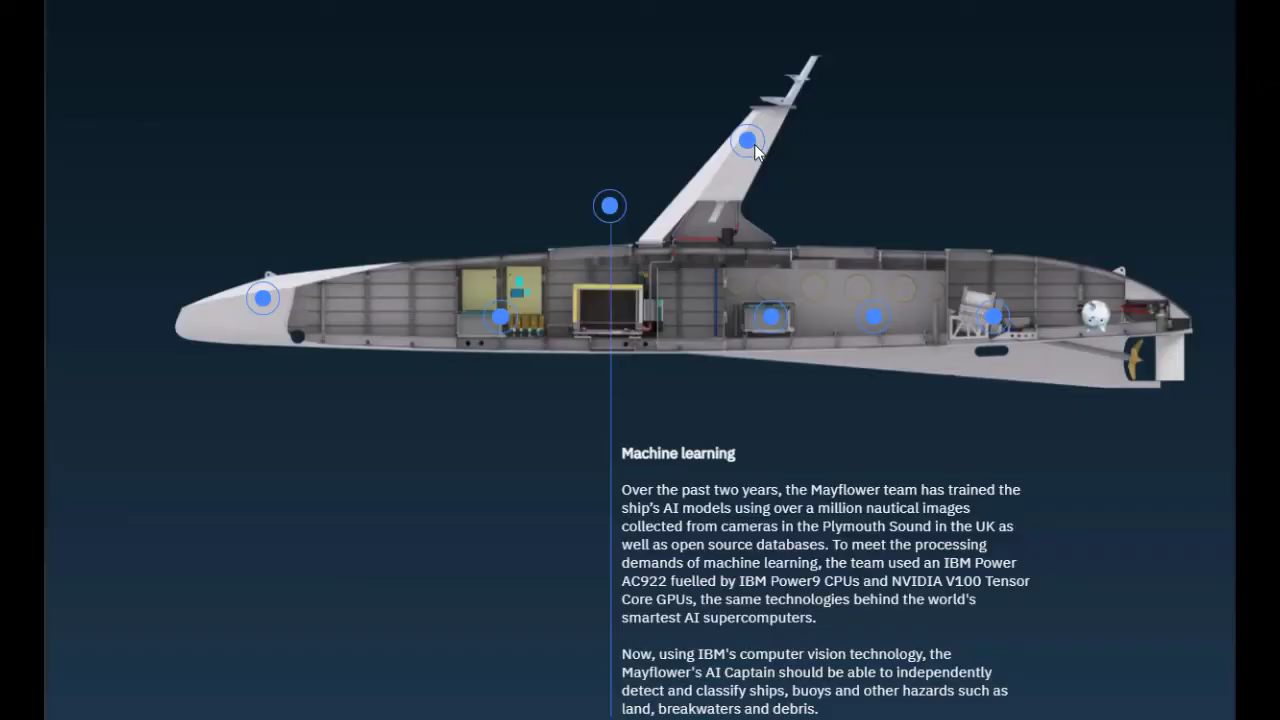 Machine learning
Over the past two years, the Mayflower team has trained the
ship's AI models using over a million nautical images
collected from cameras in the Plymouth Sound in the UK as
well as open source databases. To meet the processing
demands of machine learning, the team used an IBM Power
AC922 fuelled by IBM Power9 CPUs and NVIDIA V100 Tensor
Core GPUs, the same technologies behind the world's
smartest AI supercomputers.
Now, using IBM's computer vision technology, the
Mayflower's AI Captain should be able to independently
detect and classify ships, buoys and other hazards such as
land, breakwaters and debris.